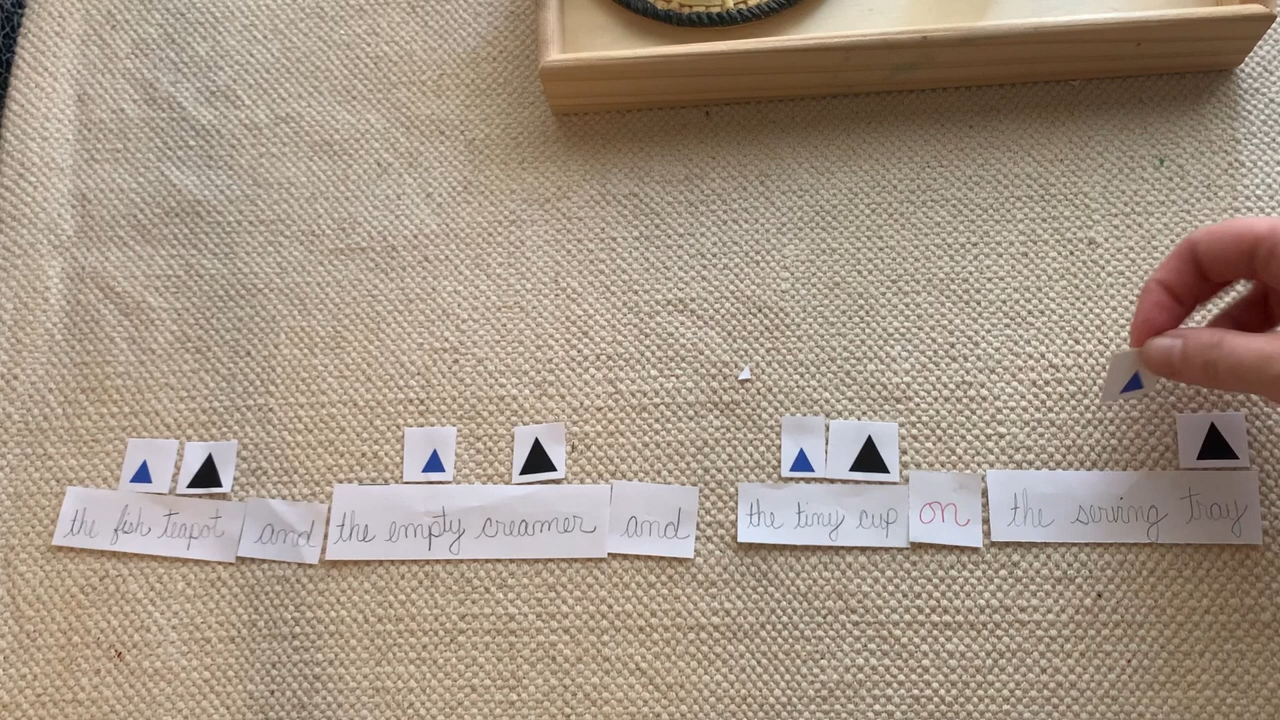 the fish teapot and the empty creamer and the tiny cup on the serving tray